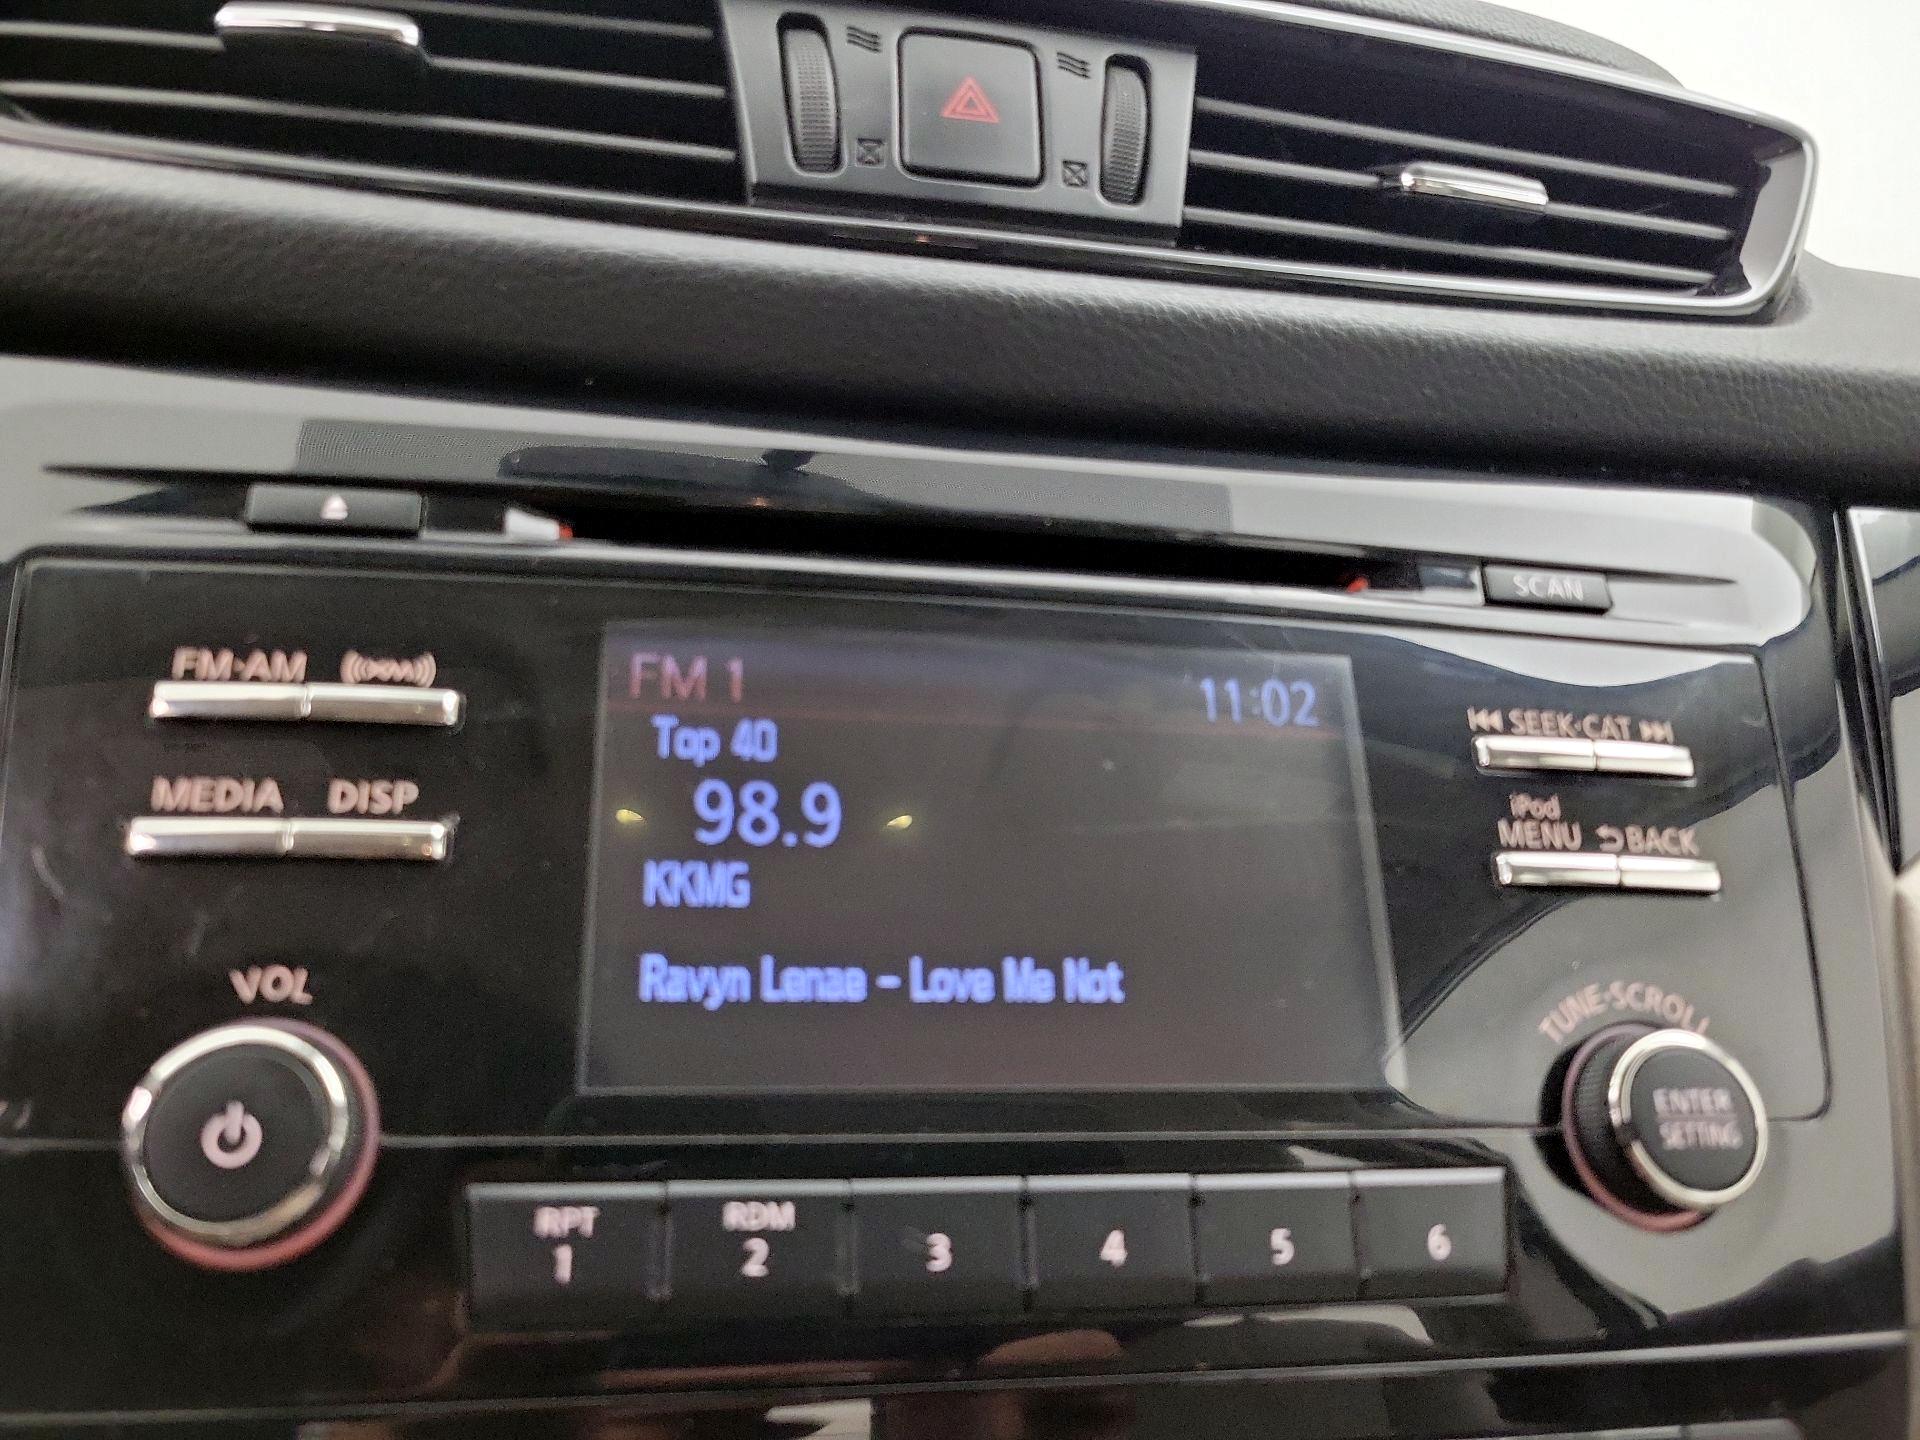 SCAN
FM·AM
((XM))
FM 1
11:02
SEEK·CAT
Top 40
MEDIA
DISP
98.9
iPod
MENU
BACK
KKMG
VOL
Ravyn Lenae - Love Me Not
TUNE·SCROLL
ENTER
SETTING
RPT
1
RDM
2
3
4
5
6